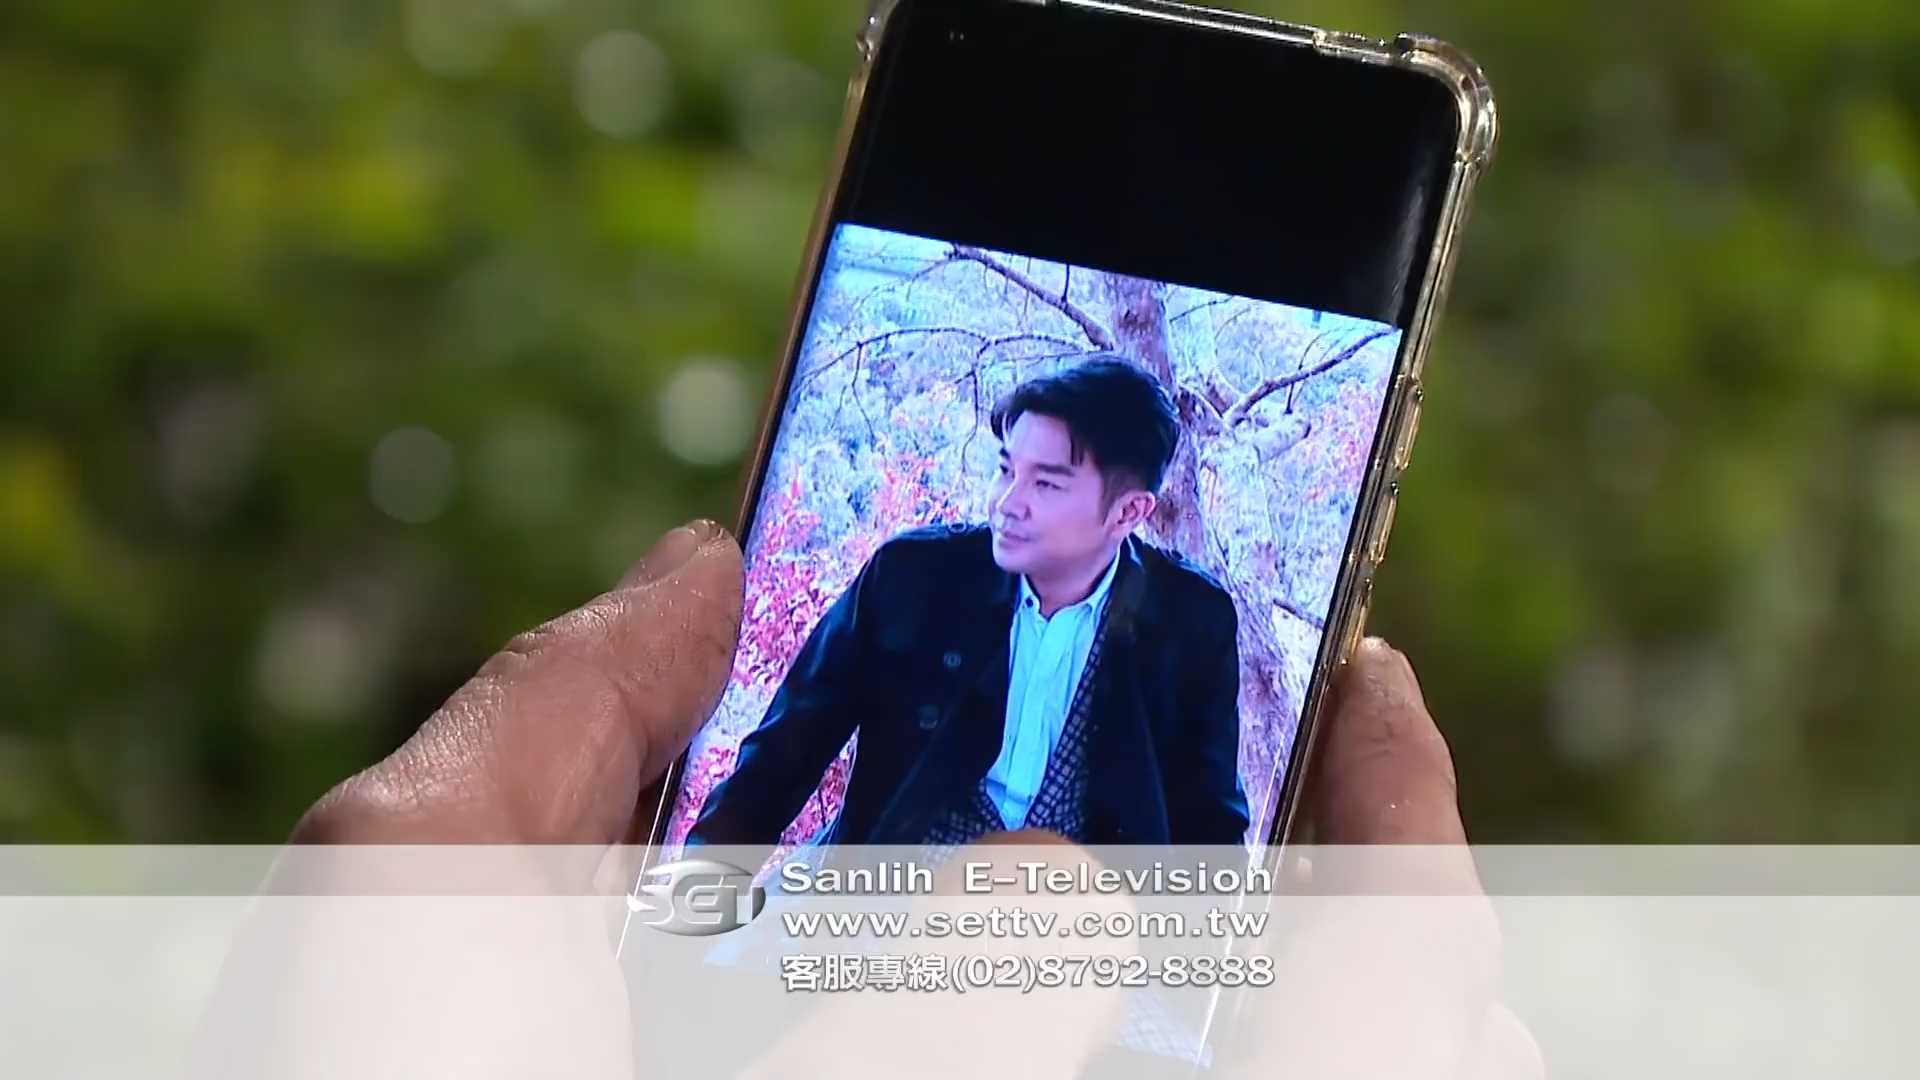 SET
Sanlih E-Television
www.settv.com.tw
客服專線(02)8792-8888